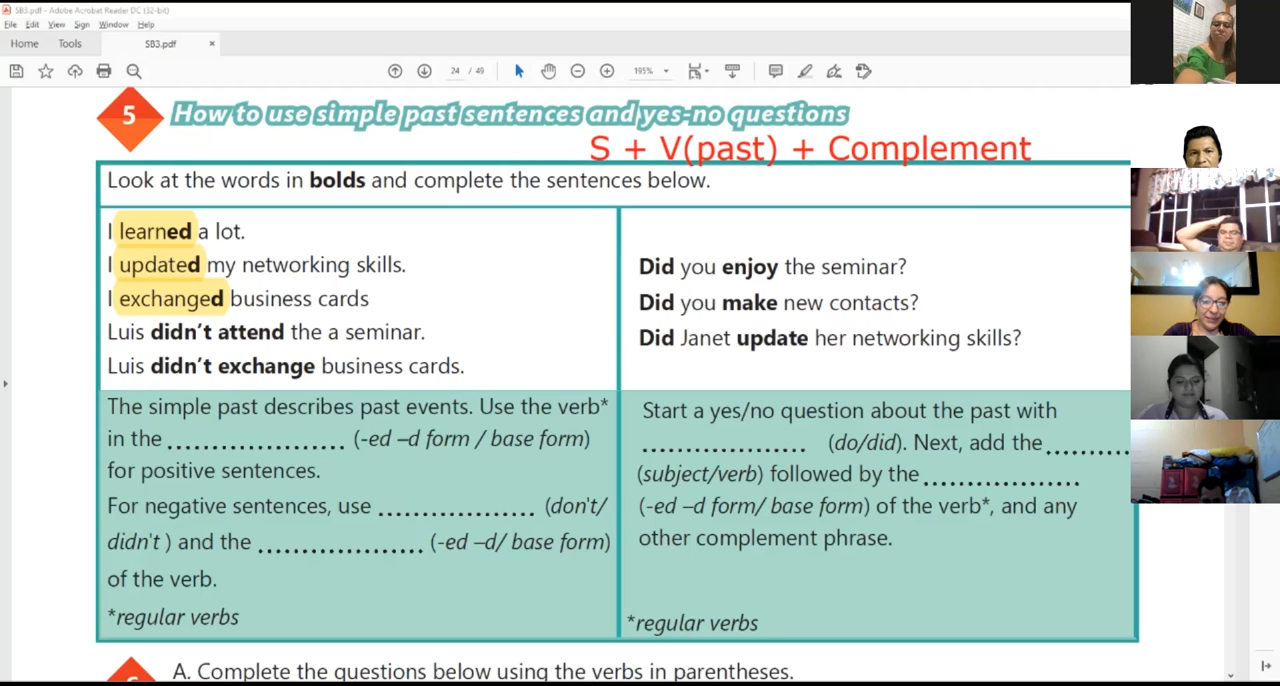 SB3.pdf - Adobe Acrobat Reader DC (32-bit)
File Edit View Sign Window Help
Home Tools SB3.pdf ×
24 / 49 195%
5 How to use simple past sentences and yes-no questions
S + V(past) + Complement
Look at the words in bolds and complete the sentences below.
I learned a lot.
I updated my networking skills.
I exchanged business cards
Luis didn't attend the a seminar.
Luis didn't exchange business cards.
Did you enjoy the seminar?
Did you make new contacts?
Did Janet update her networking skills?
The simple past describes past events. Use the verb*
in the ................... (-ed –d form / base form)
for positive sentences.
For negative sentences, use ................. (don't/
didn't ) and the .................. (-ed –d/ base form)
of the verb.
*regular verbs
Start a yes/no question about the past with
.................. (do/did). Next, add the .........
(subject/verb) followed by the .................
(-ed –d form/ base form) of the verb*, and any
other complement phrase.
*regular verbs
A. Complete the questions below using the verbs in parentheses.